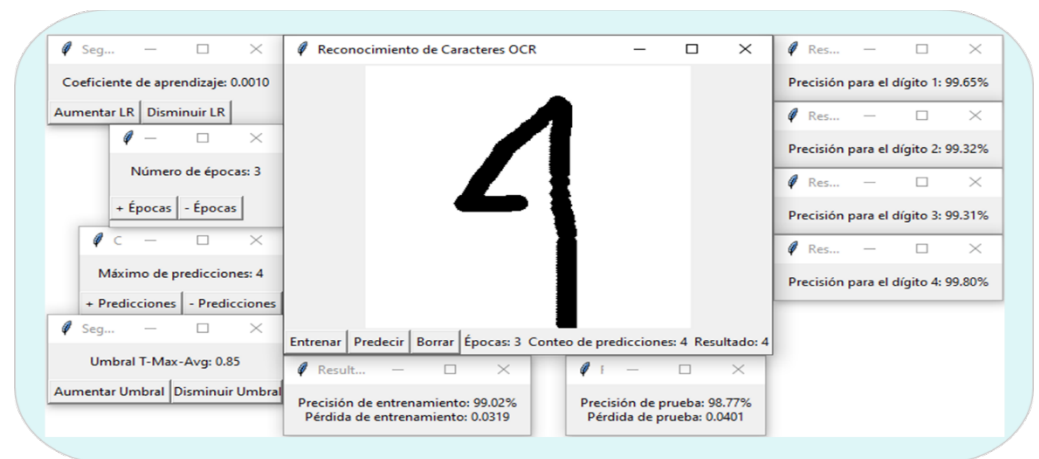 Seg...
Coeficiente de aprendizaje: 0.0010
Aumentar LR Disminuir LR
Número de épocas: 3
+ Épocas - Épocas
C
Máximo de predicciones: 4
+ Predicciones - Predicciones
Seg...
Umbral T-Max-Avg: 0.85
Aumentar Umbral Disminuir Umbral
Reconocimiento de Caracteres OCR
Entrenar Predecir Borrar Épocas: 3 Conteo de predicciones: 4 Resultado: 4
Result...
Precisión de entrenamiento: 99.02%
Pérdida de entrenamiento: 0.0319
Precisión de prueba: 98.77%
Pérdida de prueba: 0.0401
Res...
Precisión para el dígito 1: 99.65%
Res...
Precisión para el dígito 2: 99.32%
Res...
Precisión para el dígito 3: 99.31%
Res...
Precisión para el dígito 4: 99.80%